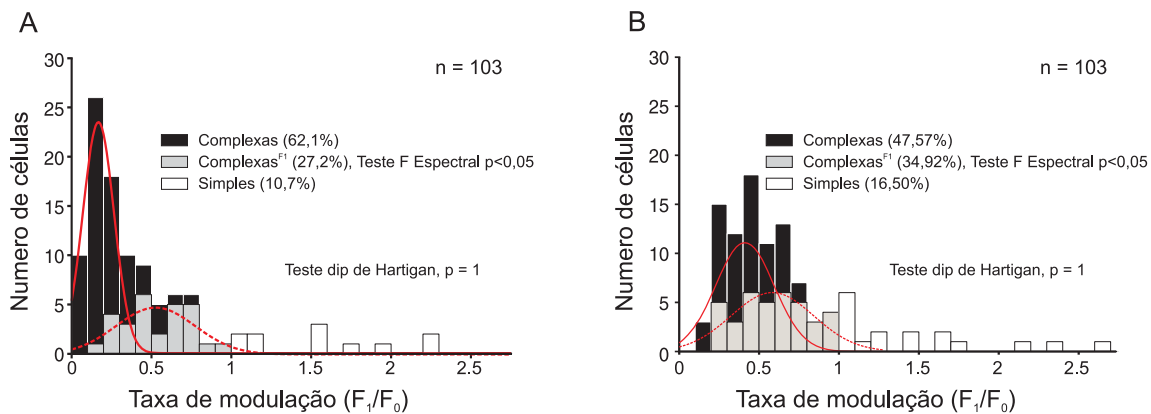 A
B
30
25
20
15
10
5
0
Numero de células
n = 103
Complexas (62,1%)
Complexas^F1 (27,2%), Teste F Espectral p<0,05
Simples (10,7%)
Teste dip de Hartigan, p = 1
0 0.5 1 1.5 2 2.5
Taxa de modulação (F₁/F₀)
30
25
20
15
10
5
0
Numero de células
n = 103
Complexas (47,57%)
Complexas^F1 (34,92%), Teste F Espectral p<0,05
Simples (16,50%)
Teste dip de Hartigan, p = 1
0 0.5 1 1.5 2 2.5
Taxa de modulação (F₁/F₀)